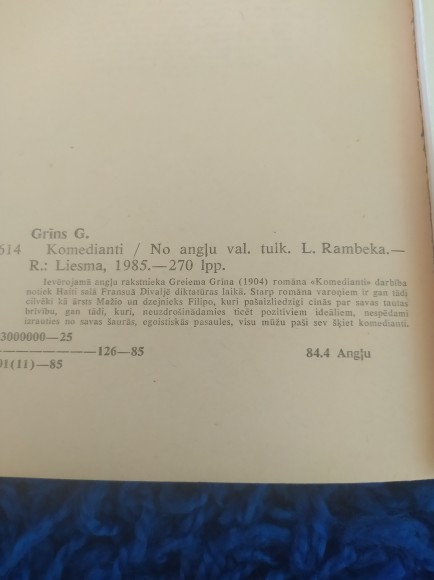 Grīns G.
614 Komedianti / No angļu val. tulk. L. Rambeka.—
R.: Liesma, 1985.—270 lpp.
Ievērojamā angļu rakstnieka Greiema Grīna (1904) romāna «Komedianti» darbība
notiek Haiti salā Fransuā Divaljē diktatūras laikā. Starp romāna varoņiem ir gan tādi
cilvēki kā ārsts Mažio un dzejnieks Filipo, kuri pašaizliedzīgi cīnās par savas tautas
brīvību, gan tādi, kuri, neuzdrošinādamies ticēt pozitīviem ideāliem, nespēdami
izrauties no savas šaurās, egoistiskās pasaules, visu mūžu paši sev šķiet komedianti.
3000000—25
———126—85 84.4 Angļu
01(11)—85